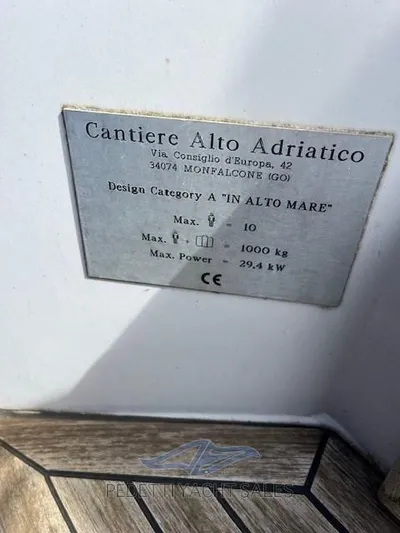 Cantiere Alto Adriatico
Via Consiglio d'Europa, 42
34074 MONFALCONE (GO)
Design Category A "IN ALTO MARE"
Max. = 10
Max. + = 1000 kg
Max. Power = 29,4 kW
CE
YACHT SALES